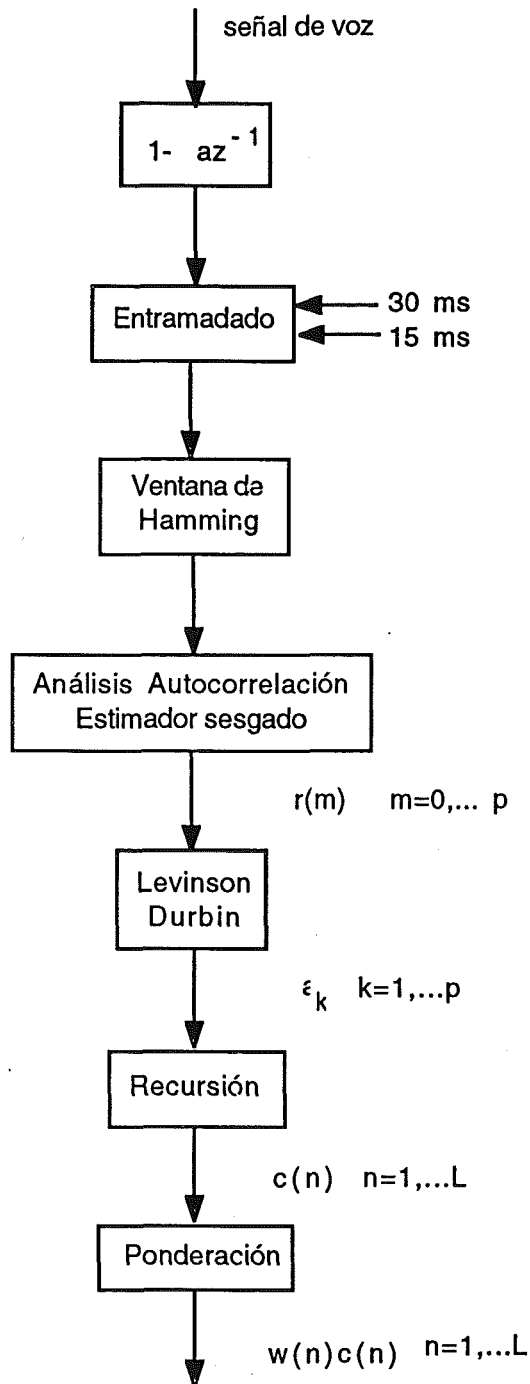 señal de voz
1- az^-1
Entramadado
30 ms
15 ms
Ventana de
Hamming
Análisis Autocorrelación
Estimador sesgado
r(m) m=0,... p
Levinson
Durbin
a_k k=1,...p
Recursión
c(n) n=1,...L
Ponderación
w(n)c(n) n=1,...L